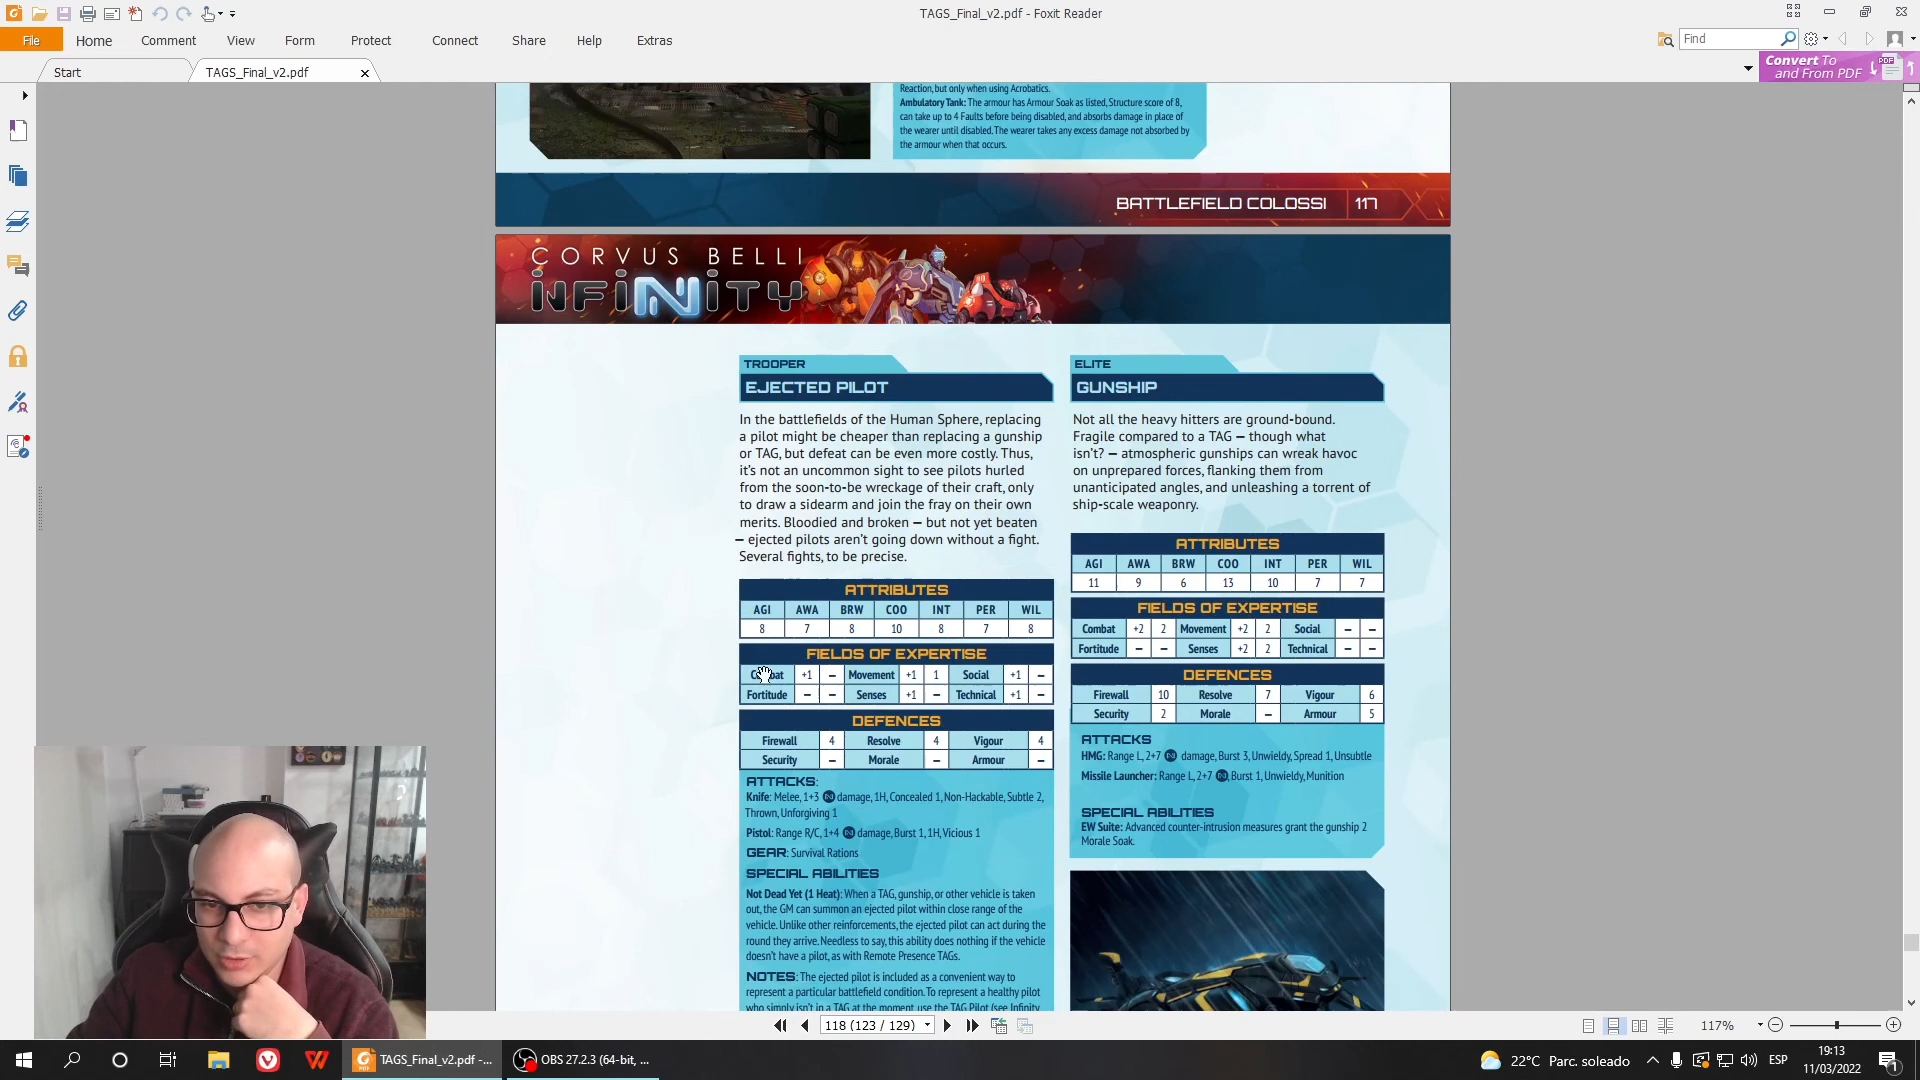 TAGS_Final_v2.pdf - Foxit Reader
File Home Comment View Form Protect Connect Share Help Extras
Find
Start
TAGS_Final_v2.pdf
Convert To
and From PDF
PDF
Reaction, but only when using Acrobatics.
Ambulatory Tank: The armour has Armour Soak as listed, Structure score of 8,
can take up to 4 Faults before being disabled, and absorbs damage in place of
the wearer until disabled. The wearer takes any excess damage not absorbed by
the armour when that occurs.
BATTLEFIELD COLOSSI 117
CORVUS BELLI
INFINITY
TROOPER
EJECTED PILOT
In the battlefields of the Human Sphere, replacing
a pilot might be cheaper than replacing a gunship
or TAG, but defeat can be even more costly. Thus,
it's not an uncommon sight to see pilots hurled
from the soon-to-be wreckage of their craft, only
to draw a sidearm and join the fray on their own
merits. Bloodied and broken – but not yet beaten
– ejected pilots aren't going down without a fight.
Several fights, to be precise.
ATTRIBUTES
AGI AWA BRW COO INT PER WIL
8 7 8 10 8 7 8
FIELDS OF EXPERTISE
Combat +1 – Movement +1 1 Social +1 –
Fortitude – – Senses +1 – Technical +1 –
DEFENCES
Firewall 4 Resolve 4 Vigour 4
Security – Morale – Armour –
ATTACKS:
Knife: Melee, 1+3 N damage, 1H, Concealed 1, Non-Hackable, Subtle 2,
Thrown, Unforgiving 1
Pistol: Range R/C, 1+4 N damage, Burst 1, 1H, Vicious 1
GEAR: Survival Rations
SPECIAL ABILITIES
Not Dead Yet (1 Heat): When a TAG, gunship, or other vehicle is taken
out, the GM can summon an ejected pilot within close range of the
vehicle. Unlike other reinforcements, the ejected pilot can act during the
round they arrive. Needless to say, this ability does nothing if the vehicle
doesn't have a pilot, as with Remote Presence TAGs.
NOTES: The ejected pilot is included as a convenient way to
represent a particular battlefield condition. To represent a healthy pilot
who simply isn't in a TAG at the moment, use the TAG Pilot (see Infinity
ELITE
GUNSHIP
Not all the heavy hitters are ground-bound.
Fragile compared to a TAG – though what
isn't? – atmospheric gunships can wreak havoc
on unprepared forces, flanking them from
unanticipated angles, and unleashing a torrent of
ship-scale weaponry.
ATTRIBUTES
AGI AWA BRW COO INT PER WIL
11 9 6 13 10 7 7
FIELDS OF EXPERTISE
Combat +2 2 Movement +2 2 Social – –
Fortitude – – Senses +2 2 Technical – –
DEFENCES
Firewall 10 Resolve 7 Vigour 6
Security 2 Morale – Armour 5
ATTACKS
HMG: Range L, 2+7 N damage, Burst 3, Unwieldy, Spread 1, Unsubtle
Missile Launcher: Range L, 2+7 N, Burst 1, Unwieldy, Munition
SPECIAL ABILITIES
EW Suite: Advanced counter-intrusion measures grant the gunship 2
Morale Soak.
118 (123 / 129)
117%
TAGS_Final_v2.pdf -...
OBS 27.2.3 (64-bit, ...
22°C Parc. soleado
ESP
19:13
11/03/2022
1